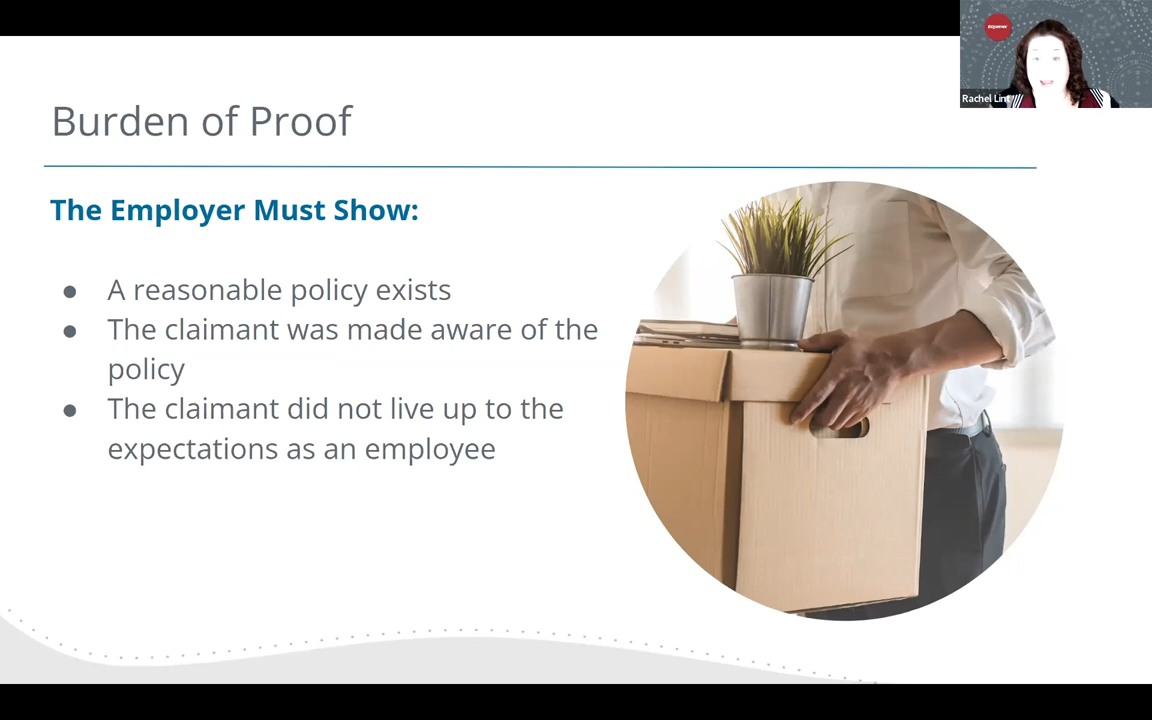 Rachel Lint
Burden of Proof
The Employer Must Show:
● A reasonable policy exists
● The claimant was made aware of the
policy
● The claimant did not live up to the
expectations as an employee